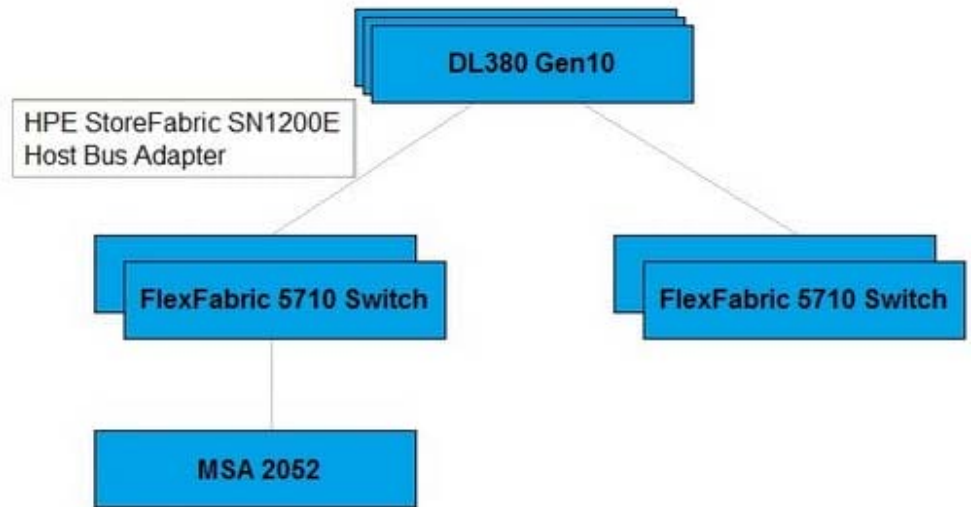 DL380 Gen10
HPE StoreFabric SN1200E
Host Bus Adapter
FlexFabric 5710 Switch
FlexFabric 5710 Switch
MSA 2052